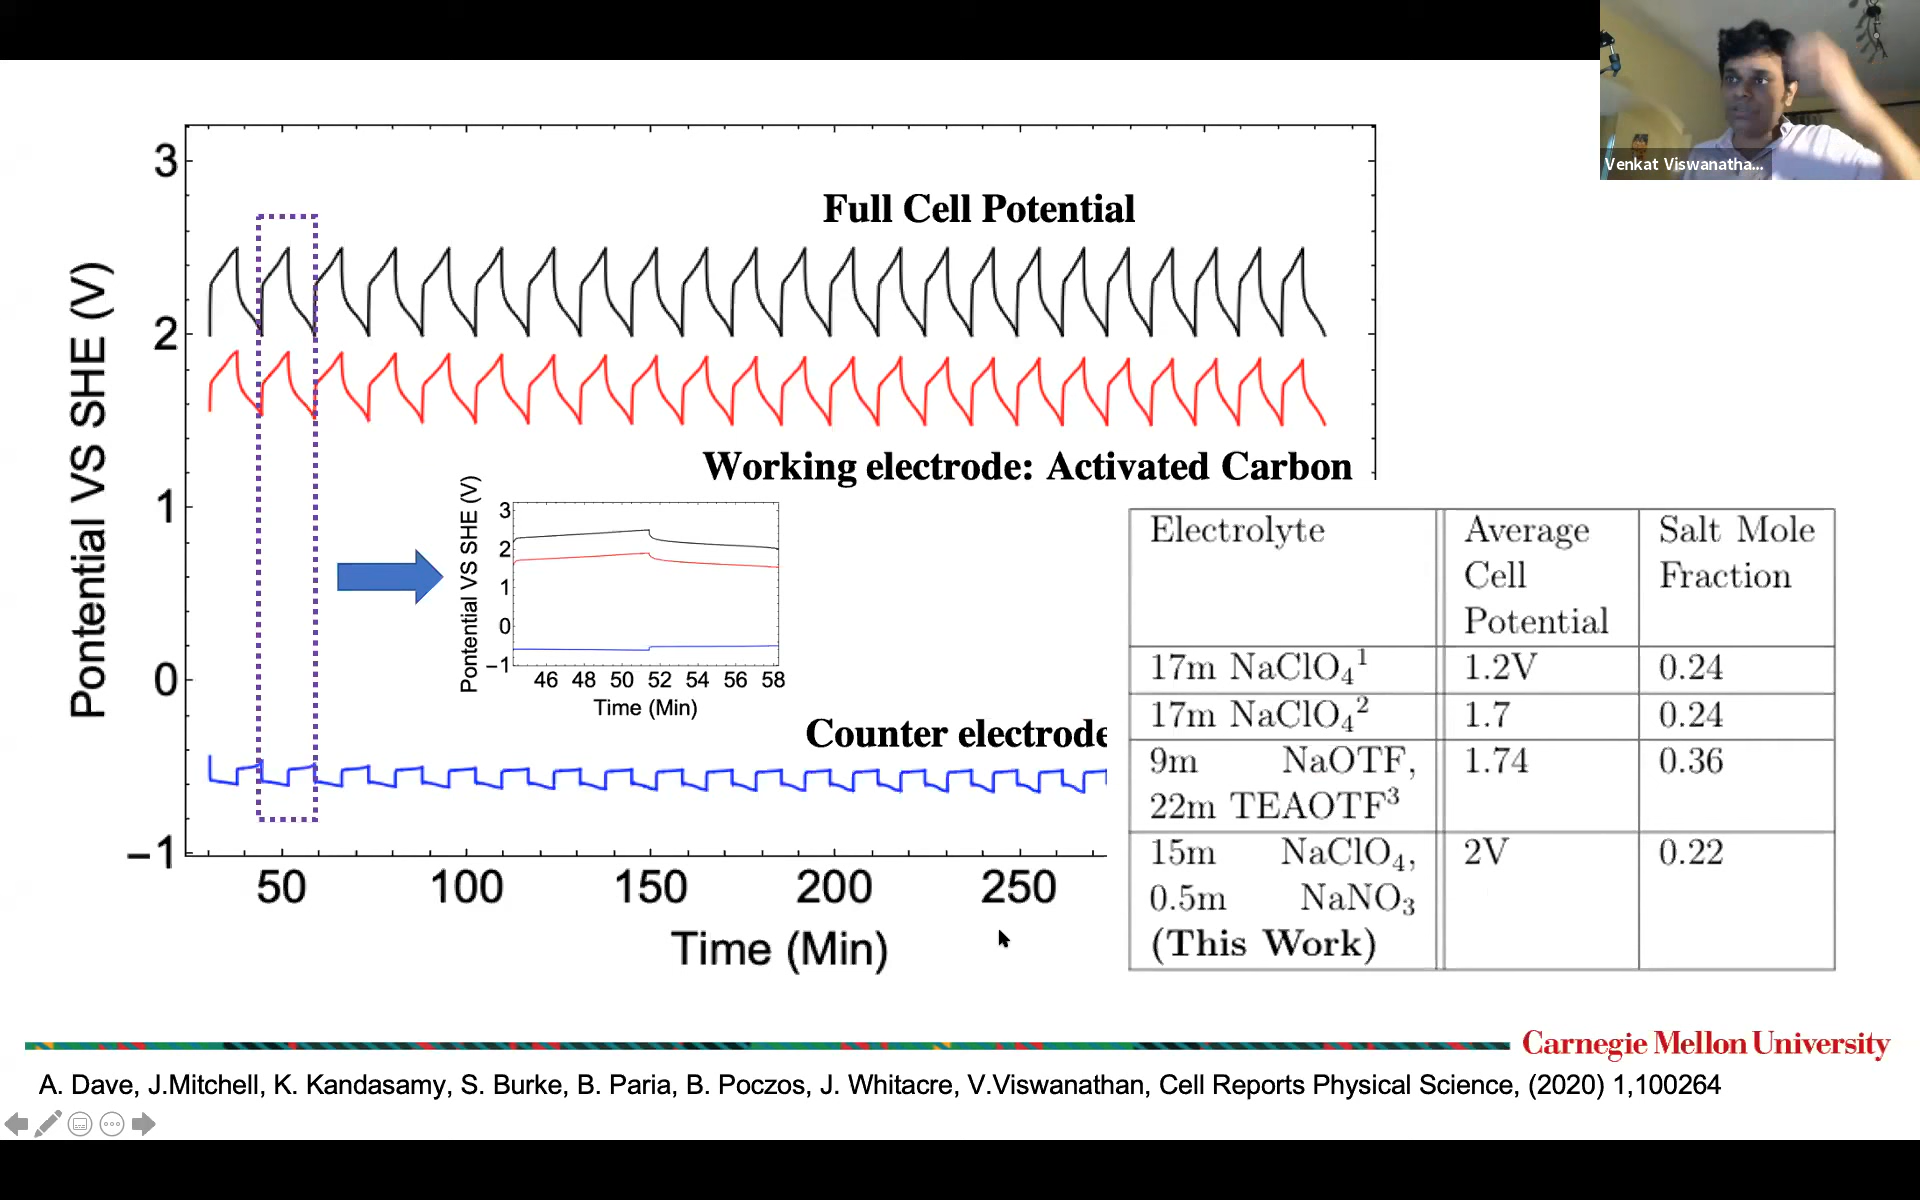 Venkat Viswanatha...
3
2
1
0
−1
Pontential VS SHE (V)
Full Cell Potential
Working electrode: Activated Carbon
Pontential VS SHE (V)
3
2
1
0
−1
46 48 50 52 54 56 58
Time (Min)
Counter electrode
50 100 150 200 250
Time (Min)
Electrolyte
Average
Cell
Potential
Salt Mole
Fraction
17m NaClO₄¹ 1.2V 0.24
17m NaClO₄² 1.7 0.24
9m NaOTF, 1.74 0.36
22m TEAOTF³
15m NaClO₄, 2V 0.22
0.5m NaNO₃
(This Work)
Carnegie Mellon University
A. Dave, J.Mitchell, K. Kandasamy, S. Burke, B. Paria, B. Poczos, J. Whitacre, V.Viswanathan, Cell Reports Physical Science, (2020) 1,100264